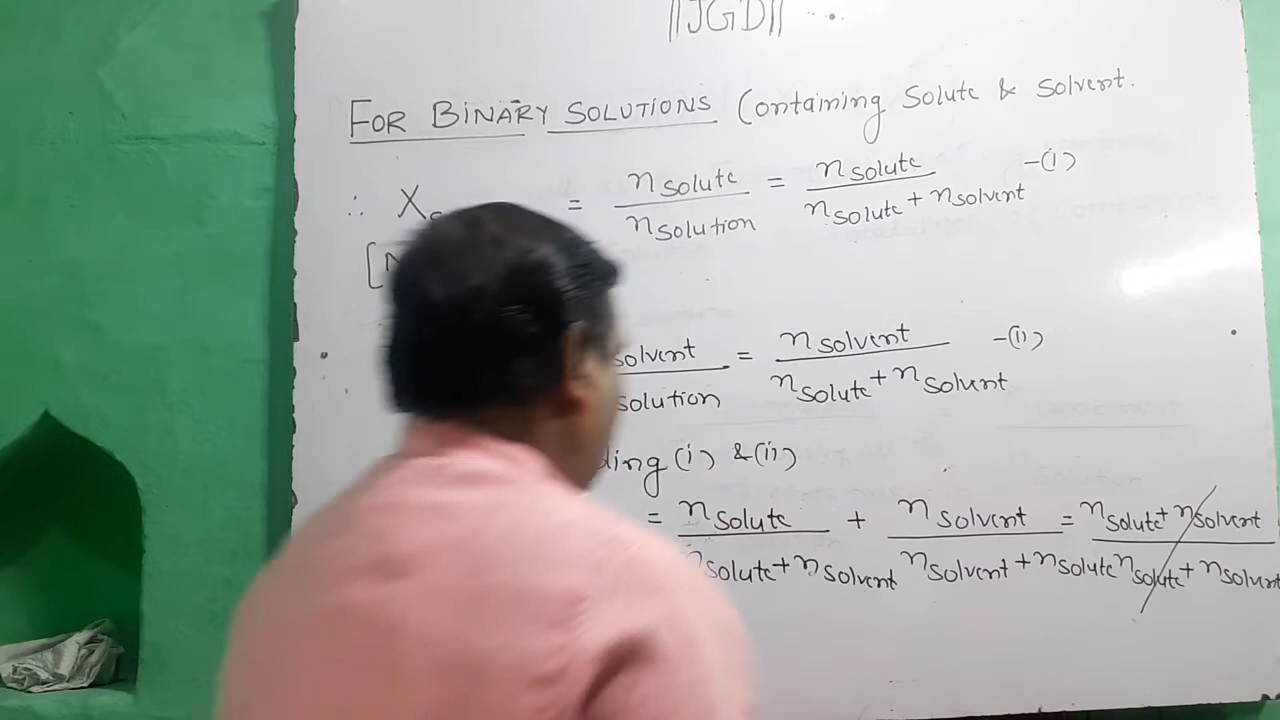 ||JGD||
FOR BINARY SOLUTIONS Containing Solute & Solvent.
∴ X = n solute / n solution = n solute / n solute + n solvent -(i)
solvent / solution = n solvent / n solute + n solvent -(ii)
(i) & (ii)
= n solute / solute + n solvent + n solvent / n solvent + n solute = n solute + n solvent / n solute + n solvent